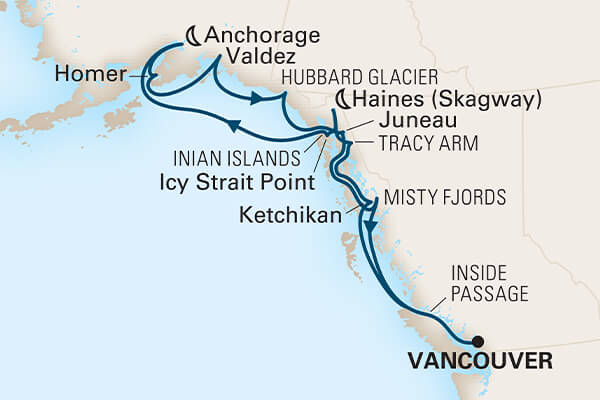 Anchorage
Valdez
Homer
HUBBARD GLACIER
Haines (Skagway)
Juneau
TRACY ARM
INIAN ISLANDS
Icy Strait Point
MISTY FJORDS
Ketchikan
INSIDE
PASSAGE
VANCOUVER